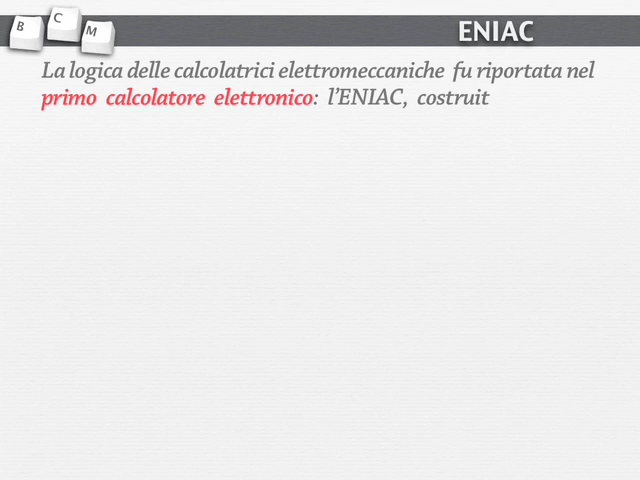 B
C
M
ENIAC
La logica delle calcolatrici elettromeccaniche fu riportata nel
primo calcolatore elettronico: l'ENIAC, costruit